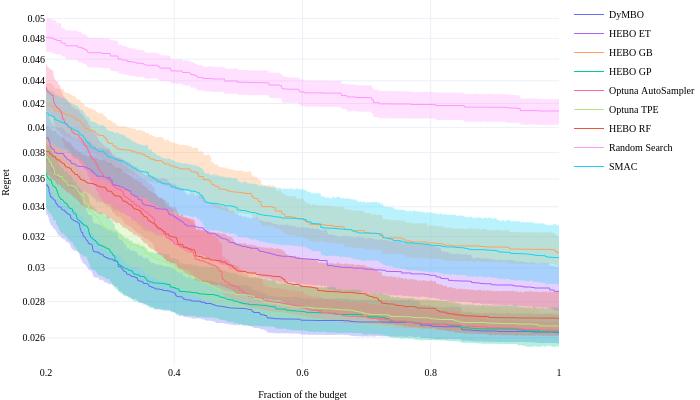 0.05
0.048
0.046
0.044
0.042
0.04
0.038
0.036
0.034
0.032
0.03
0.028
0.026
Regret
0.2
0.4
0.6
0.8
1
Fraction of the budget
DyMBO
HEBO ET
HEBO GB
HEBO GP
Optuna AutoSampler
Optuna TPE
HEBO RF
Random Search
SMAC